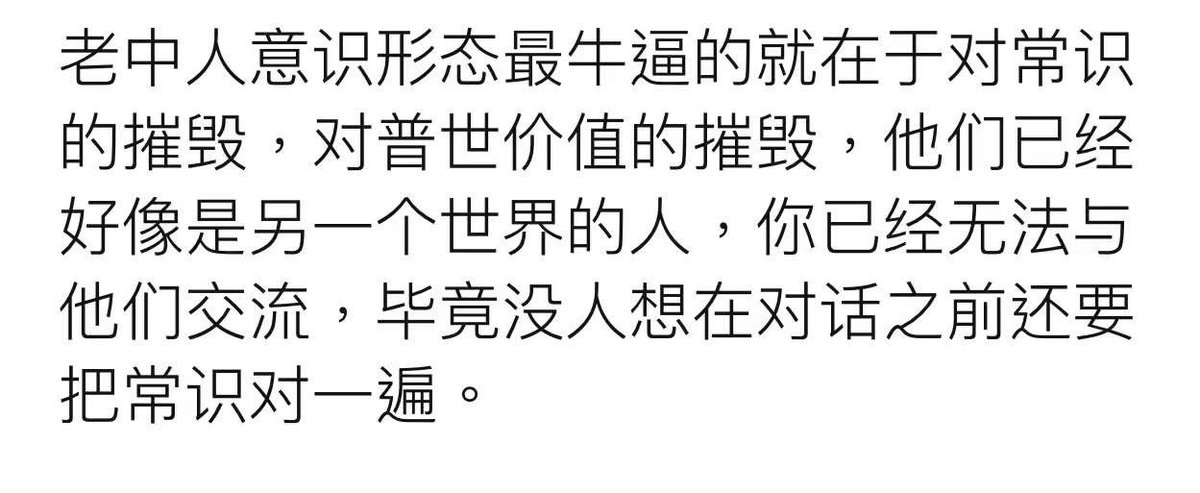 老中人意识形态最牛逼的就在于对常识
的摧毁，对普世价值的摧毁，他们已经
好像是另一个世界的人，你已经无法与
他们交流，毕竟没人想在对话之前还要
把常识对一遍。